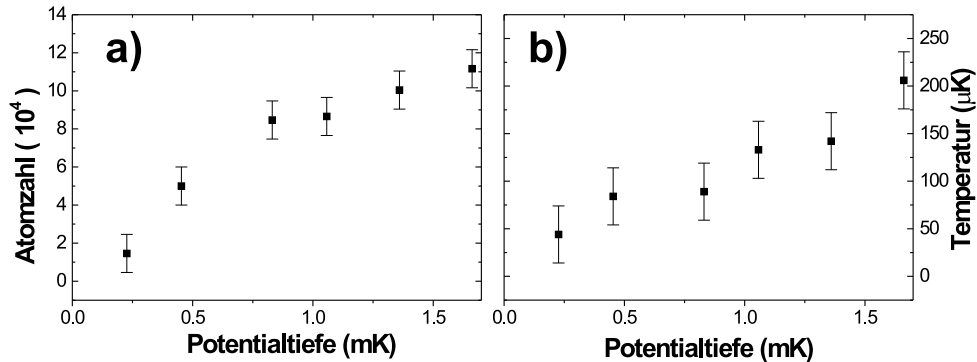 a)
Atomzahl ( 10⁴)
14
12
10
8
6
4
2
0
0.0 0.5 1.0 1.5
Potentialtiefe (mK)
b)
Temperatur (µK)
250
200
150
100
50
0
0.0 0.5 1.0 1.5
Potentialtiefe (mK)